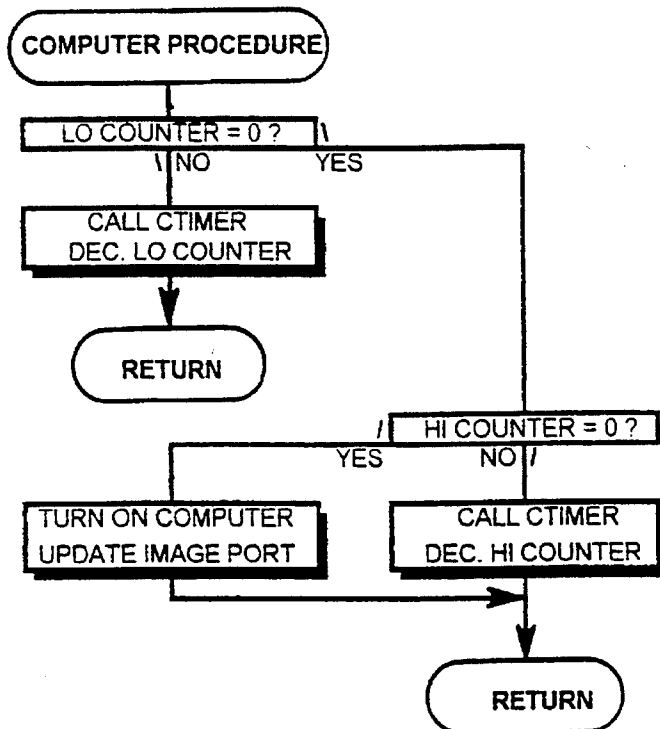 COMPUTER PROCEDURE
LO COUNTER = 0 ?
NO
YES
CALL CTIMER
DEC. LO COUNTER
RETURN
HI COUNTER = 0 ?
YES
NO
TURN ON COMPUTER
UPDATE IMAGE PORT
CALL CTIMER
DEC. HI COUNTER
RETURN